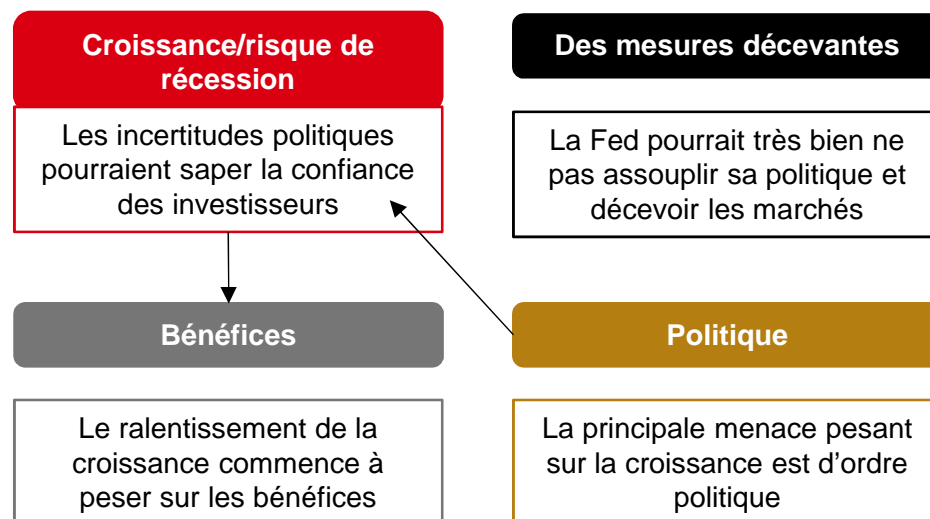 Croissance/risque de
récession
Les incertitudes politiques
pourraient saper la confiance
des investisseurs
Des mesures décevantes
La Fed pourrait très bien ne
pas assouplir sa politique et
décevoir les marchés
Bénéfices
Le ralentissement de la
croissance commence à
peser sur les bénéfices
Politique
La principale menace pesant
sur la croissance est d’ordre
politique